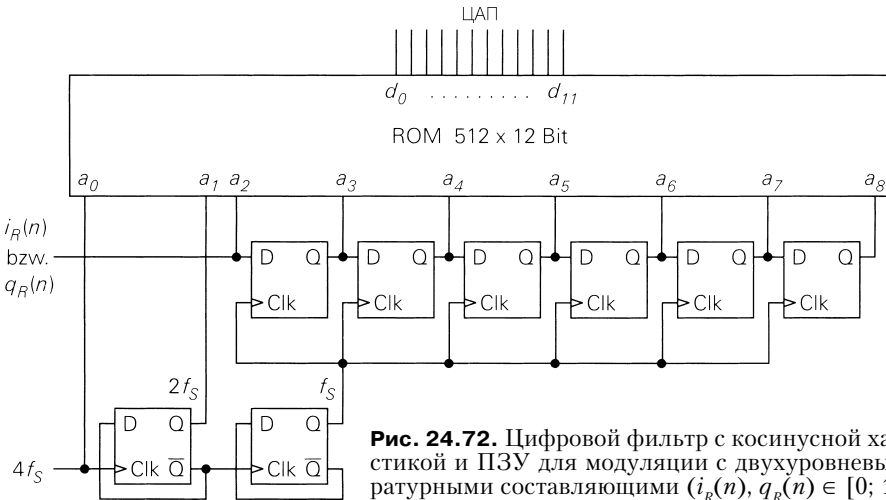 ЦАП
d0 . . . . . . . . . d11
ROM 512 x 12 Bit
a0 a1 a2 a3 a4 a5 a6 a7 a8
iR(n)
bzw.
qR(n)
D Q D Q D Q D Q D Q D Q
Clk Clk Clk Clk Clk Clk
2fS fS
D Q D Q
4fS Clk Q̅ Clk Q̅
Рис. 24.72. Цифровой фильтр с косинусной ха
стикой и ПЗУ для модуляции с двухуровневы
ратурными составляющими (iR(n), qR(n) ∈ [0;